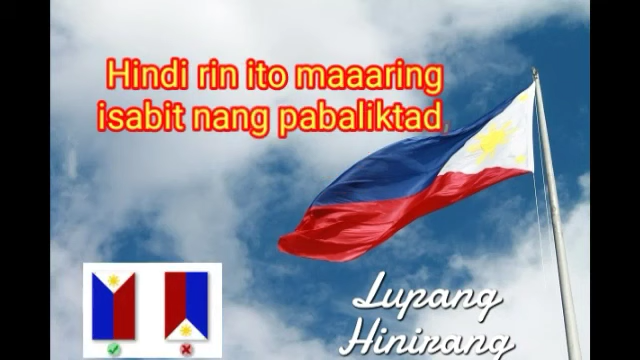 Hindi rin ito maaaring
isabit nang pabaliktad,
Lupang
Hinirang